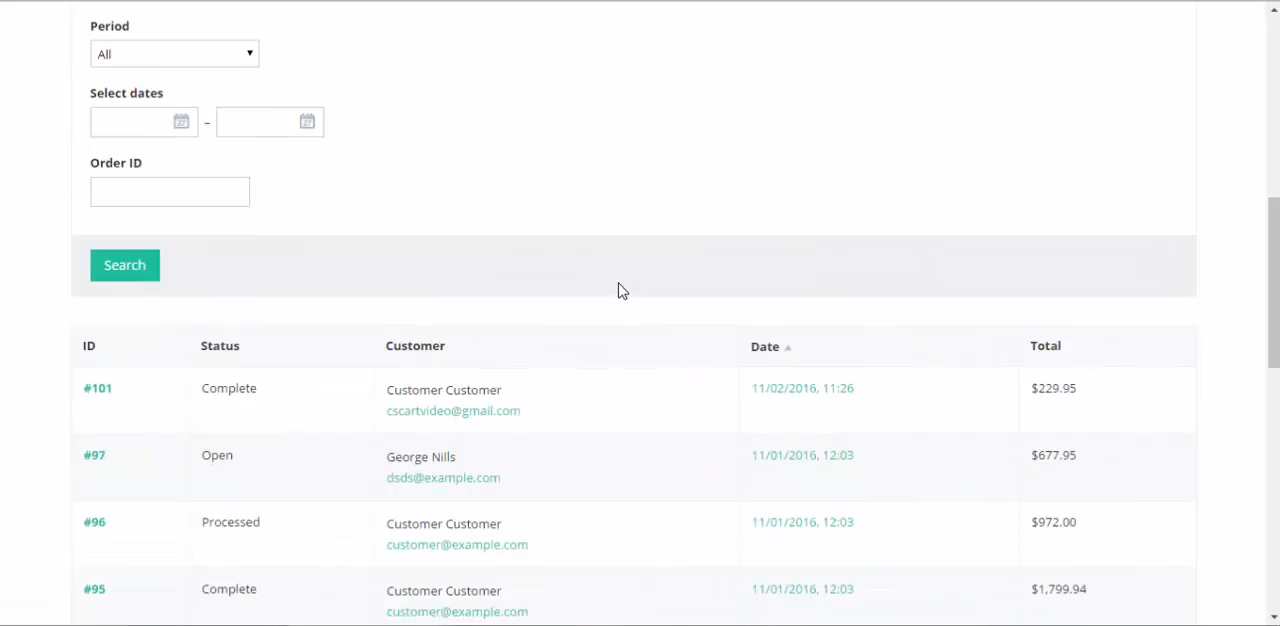 Period
All
Select dates
–
Order ID
Search
ID Status Customer Date Total
#101 Complete Customer Customer 11/02/2016, 11:26 $229.95
cscartvideo@gmail.com
#97 Open George Nills 11/01/2016, 12:03 $677.95
dsds@example.com
#96 Processed Customer Customer 11/01/2016, 12:03 $972.00
customer@example.com
#95 Complete Customer Customer 11/01/2016, 12:03 $1,799.94
customer@example.com